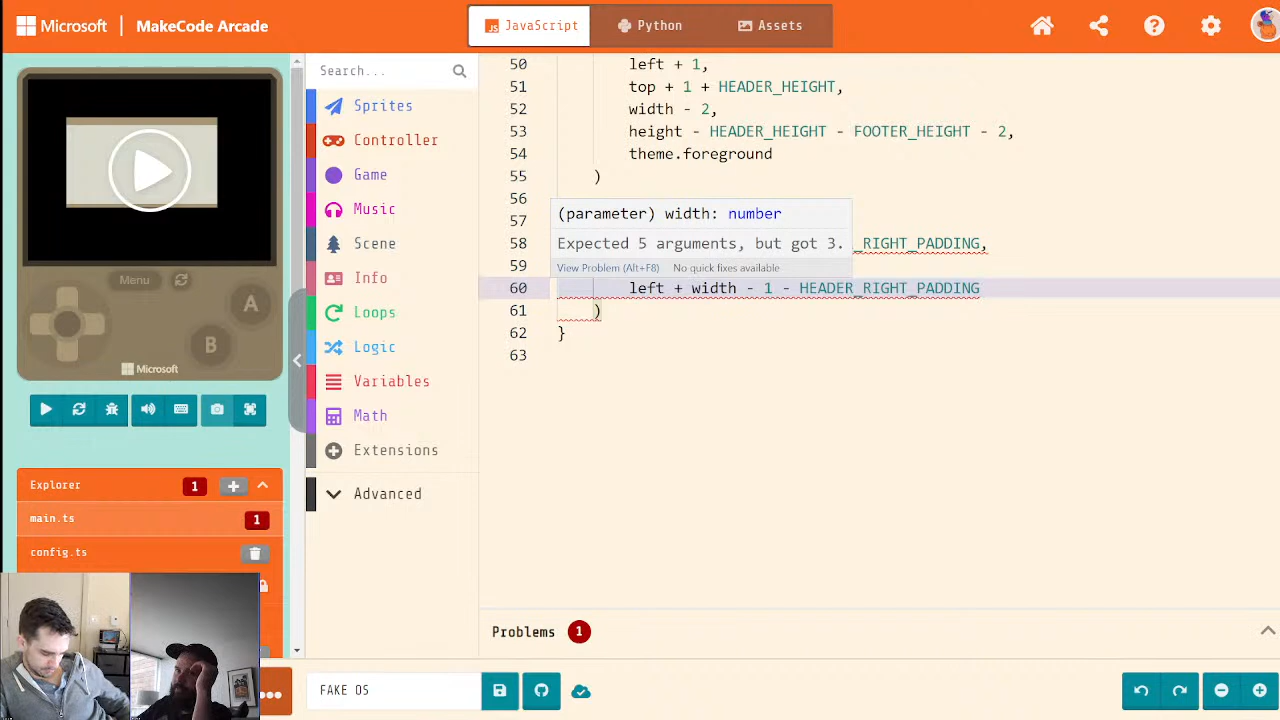 Microsoft
MakeCode Arcade
JavaScript
Python
Assets
Menu
A
B
Microsoft
Explorer
1
main.ts
1
config.ts
Search...
Sprites
Controller
Game
Music
Scene
Info
Loops
Logic
Variables
Math
Extensions
Advanced
50 left + 1,
51 top + 1 + HEADER_HEIGHT,
52 width - 2,
53 height - HEADER_HEIGHT - FOOTER_HEIGHT - 2,
54 theme.foreground
55 )
56
57
(parameter) width: number
58 _RIGHT_PADDING,
Expected 5 arguments, but got 3.
59
View Problem (Alt+F8) No quick fixes available
60 left + width - 1 - HEADER_RIGHT_PADDING
61 )
62 }
63
Problems 1
FAKE OS